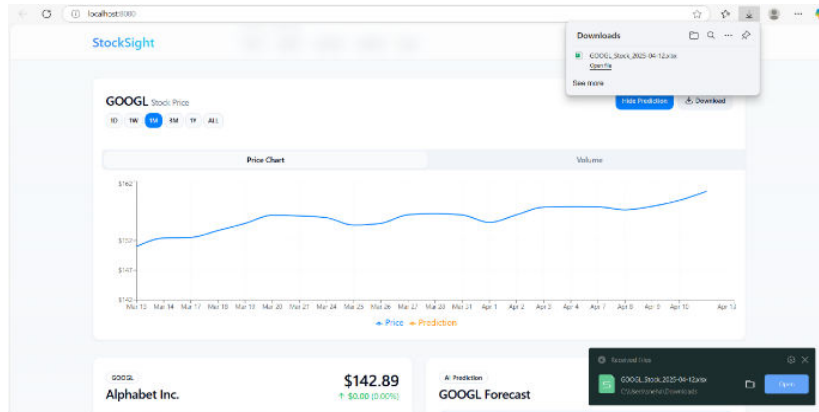 localhost:8080
StockSight
Downloads
GOOGL_Stock_2025-04-12.xlsx
Open file
See more
GOOGL Stock Price
1D 1W 1M 3M 1Y ALL
Hide Prediction
Download
Price Chart
Volume
$162
$152
$147
$142
Mar 13 Mar 14 Mar 17 Mar 18 Mar 19 Mar 20 Mar 21 Mar 24 Mar 25 Mar 26 Mar 27 Mar 28 Mar 31 Apr 1 Apr 2 Apr 3 Apr 4 Apr 7 Apr 8 Apr 9 Apr 10 Apr 13
Price Prediction
Received Files
GOOGL_Stock_2025-04-12.xlsx
Open
GOOGL
Alphabet Inc.
$142.89
↑ $0.00 (0.00%)
AI Prediction
GOOGL Forecast